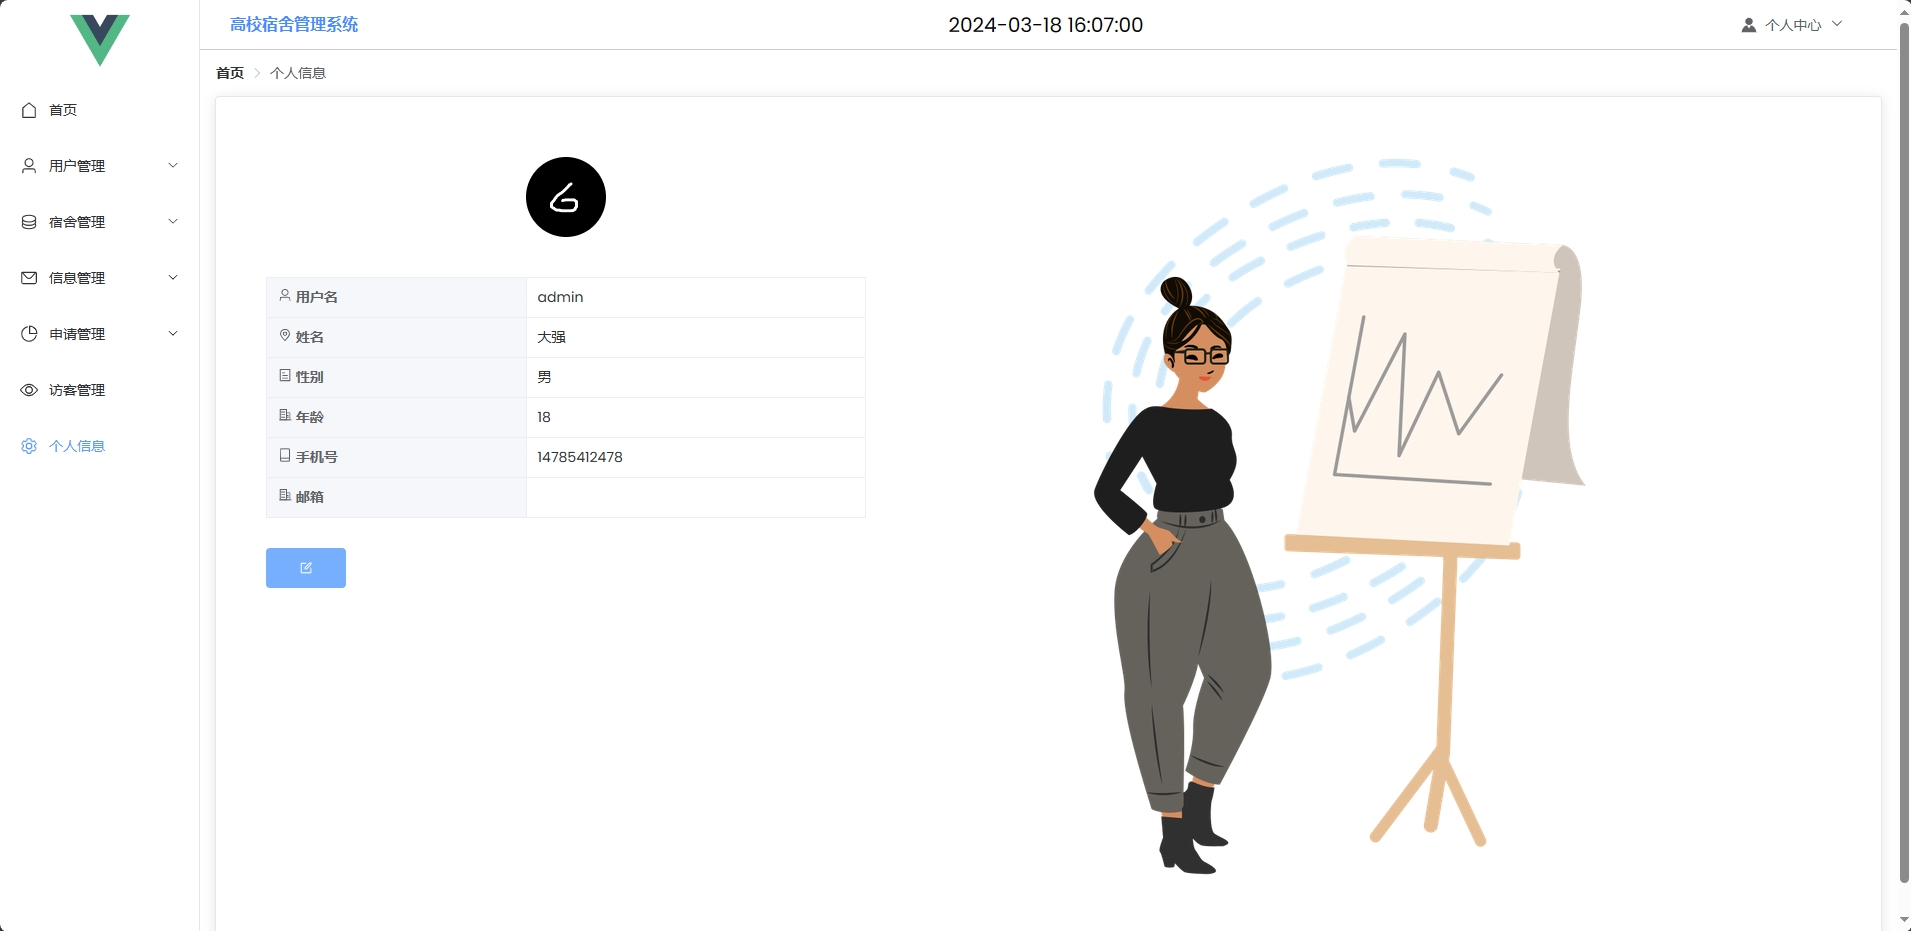 高校宿舍管理系统
2024-03-18 16:07:00
个人中心
首页
个人信息
首页
用户管理
宿舍管理
信息管理
申请管理
访客管理
个人信息
用户名 admin
姓名 大强
性别 男
年龄 18
手机号 14785412478
邮箱